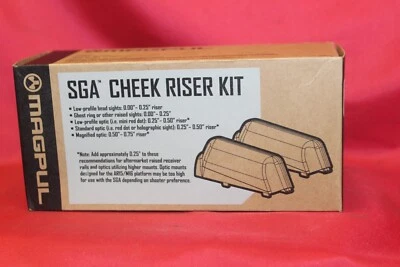 MAGPUL
SGA™ CHEEK RISER KIT
• Low-profile bead sights: 0.00" - 0.25" riser
• Ghost ring or other raised sights: 0.00" - 0.25"
• Low-profile optic (i.e. mini red dot): 0.25" - 0.50" riser*
• Standard optic (i.e. red dot or holographic sight): 0.25" - 0.50" riser*
• Magnified optic: 0.50" - 0.75" riser*
*Note: Add approximately 0.25" to these
recommendations for aftermarket raised receiver
rails and optics utilizing higher mounts. Optic mounts
designed for the AR15/M16 platform may be too high
for use with the SGA depending on shooter preference.